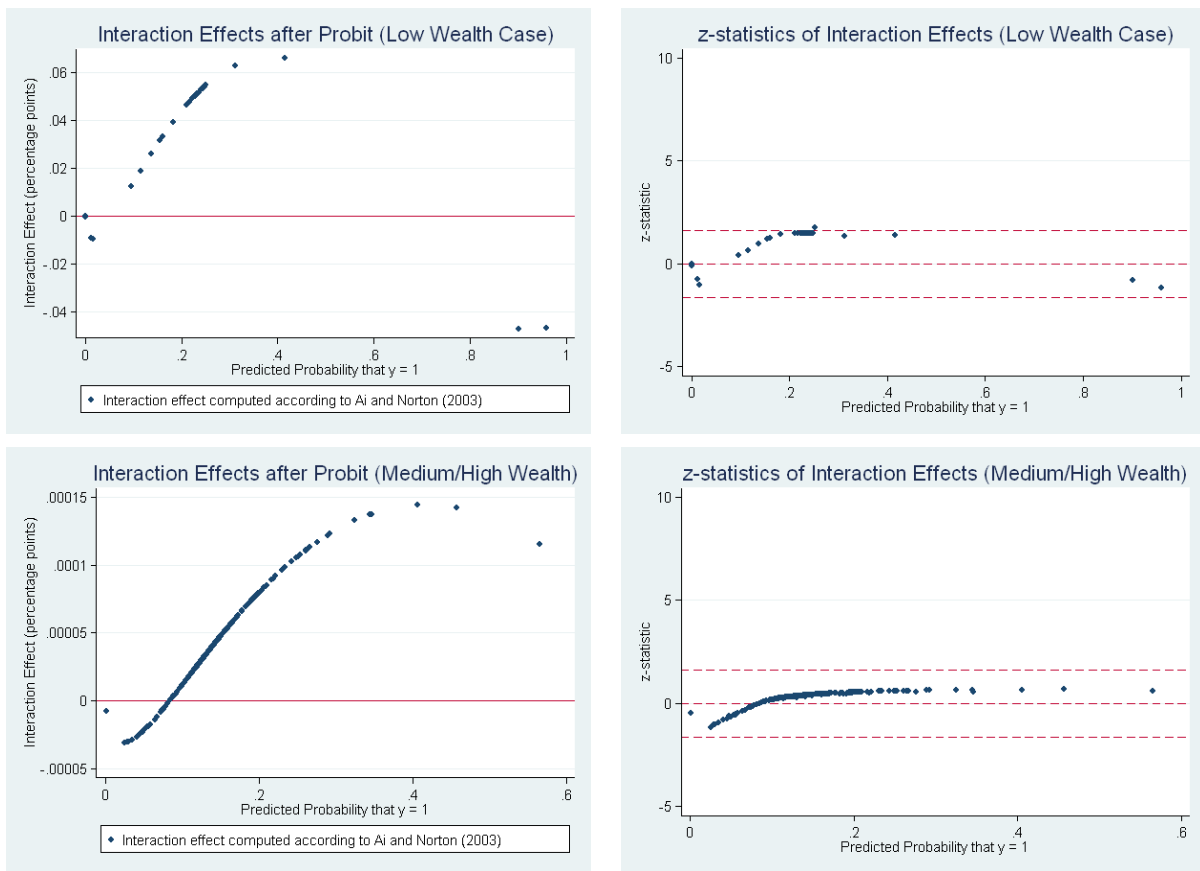 Interaction Effects after Probit (Low Wealth Case)
Interaction Effect (percentage points)
.06
.04
.02
0
-.02
-.04
0 .2 .4 .6 .8 1
Predicted Probability that y = 1
Interaction effect computed according to Ai and Norton (2003)
z-statistics of Interaction Effects (Low Wealth Case)
z-statistic
10
5
0
-5
0 .2 .4 .6 .8 1
Predicted Probability that y = 1
Interaction Effects after Probit (Medium/High Wealth)
Interaction Effect (percentage points)
.00015
.0001
.00005
0
-.00005
0 .2 .4 .6
Predicted Probability that y = 1
Interaction effect computed according to Ai and Norton (2003)
z-statistics of Interaction Effects (Medium/High Wealth)
z-statistic
10
5
0
-5
0 .2 .4 .6
Predicted Probability that y = 1